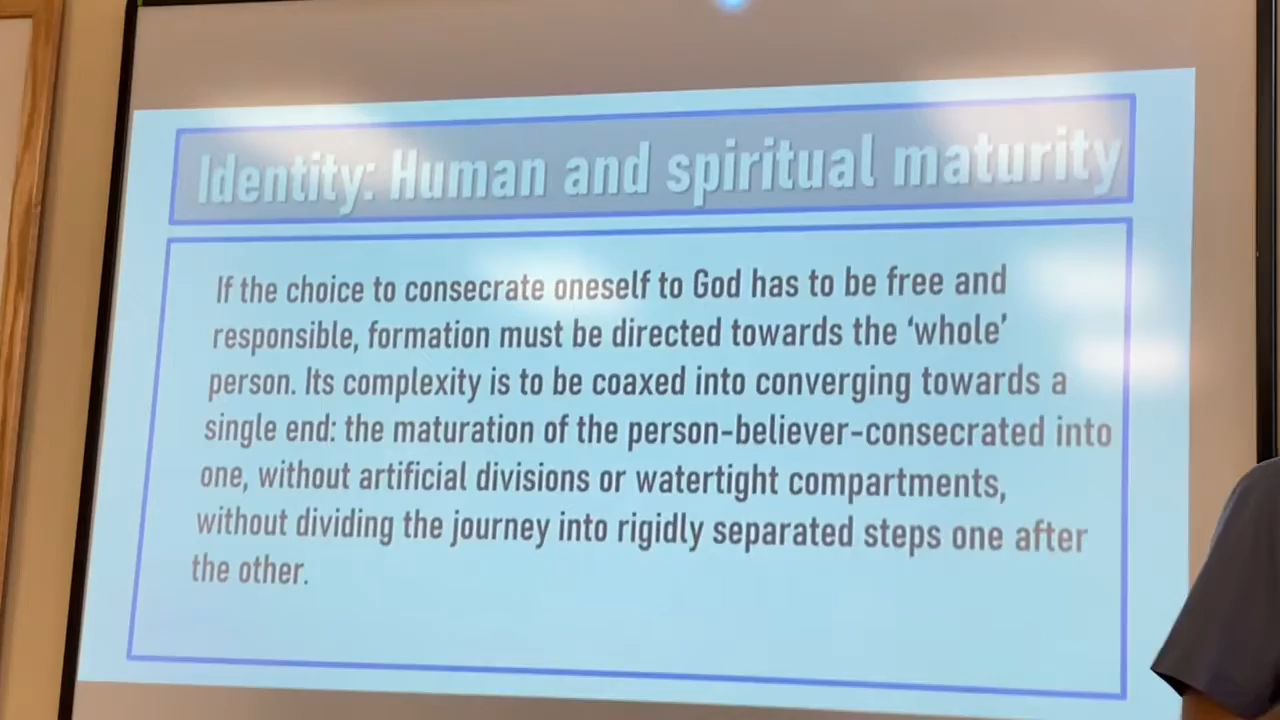 Identity: Human and spiritual maturity
If the choice to consecrate oneself to God has to be free and
responsible, formation must be directed towards the ‘whole’
person. Its complexity is to be coaxed into converging towards a
single end: the maturation of the person-believer-consecrated into
one, without artificial divisions or watertight compartments,
without dividing the journey into rigidly separated steps one after
the other.